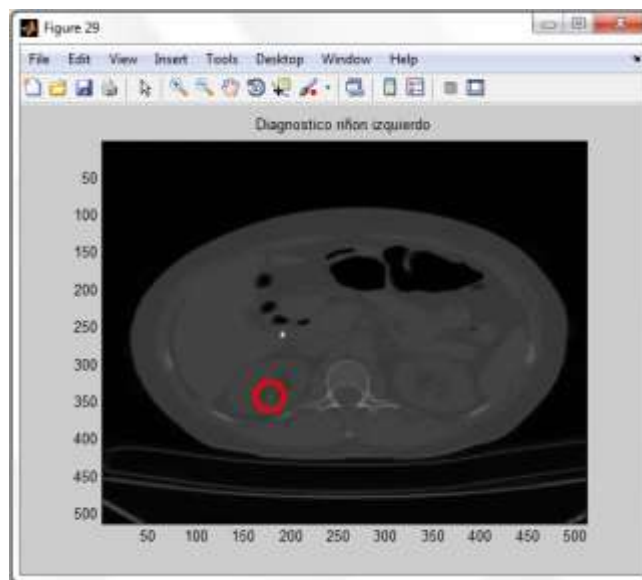 Figure 29
File Edit View Insert Tools Desktop Window Help
Diagnostico riñon izquierdo
50
100
150
200
250
300
350
400
450
500
50 100 150 200 250 300 350 400 450 500